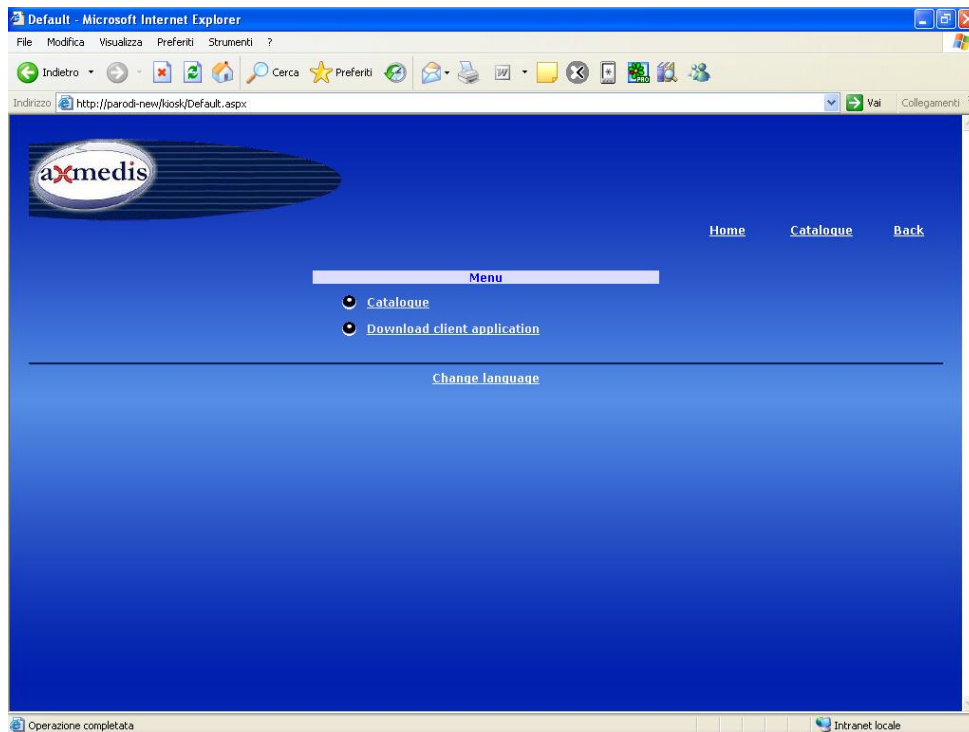 Default - Microsoft Internet Explorer
File Modifica Visualizza Preferiti Strumenti ?
Indietro Cerca Preferiti
Indirizzo http://parodi-new/kiosk/Default.aspx Vai Collegamenti
axmedis
Home Catalogue Back
Menu
Catalogue
Download client application
Change language
Operazione completata Intranet locale